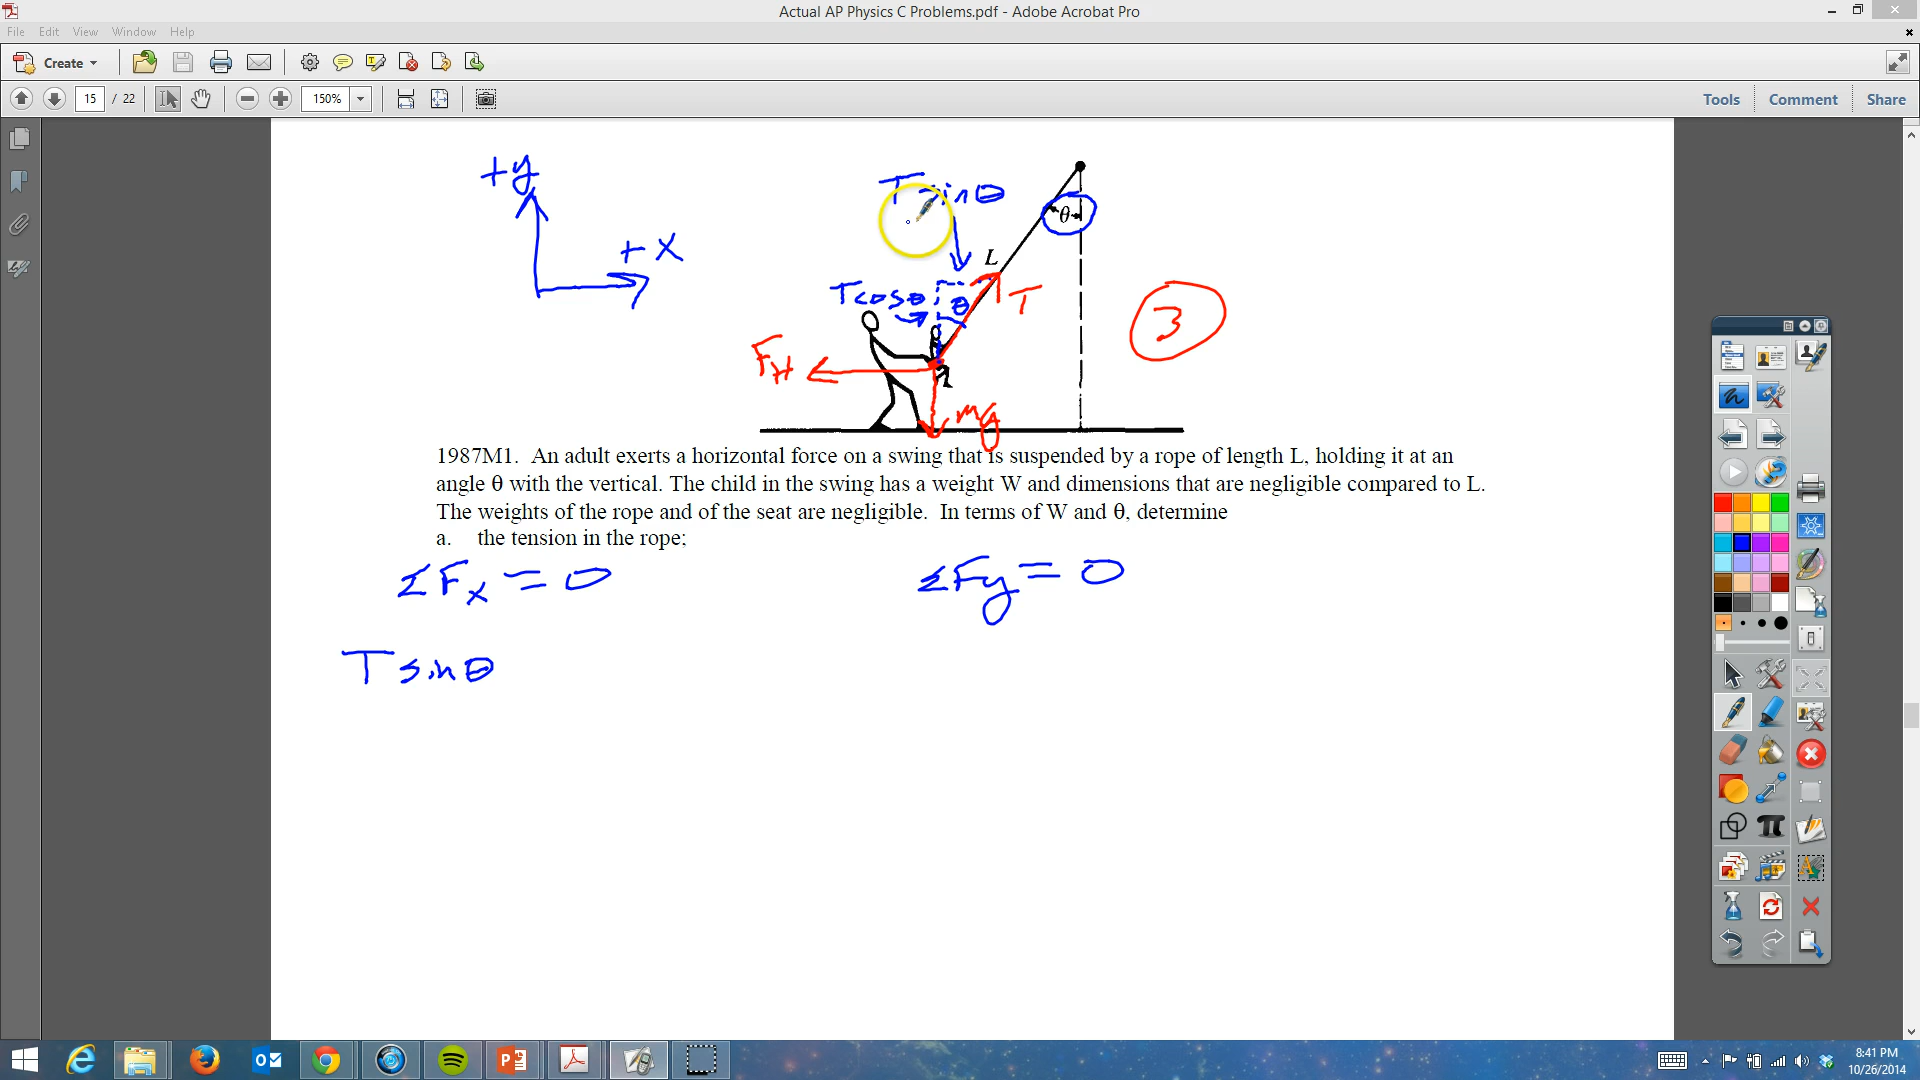 Actual AP Physics C Problems.pdf - Adobe Acrobat Pro
File Edit View Window Help
Create
15 / 22 150% Tools Comment Share
+y
+ X
T sin θ
θ
L
T cos θ
θ
T
3
FH
mg
1987M1. An adult exerts a horizontal force on a swing that is suspended by a rope of length L, holding it at an
angle θ with the vertical. The child in the swing has a weight W and dimensions that are negligible compared to L.
The weights of the rope and of the seat are negligible. In terms of W and θ, determine
a. the tension in the rope;
ΣFx = 0 ΣFy = 0
T sin θ
8:41 PM
10/26/2014